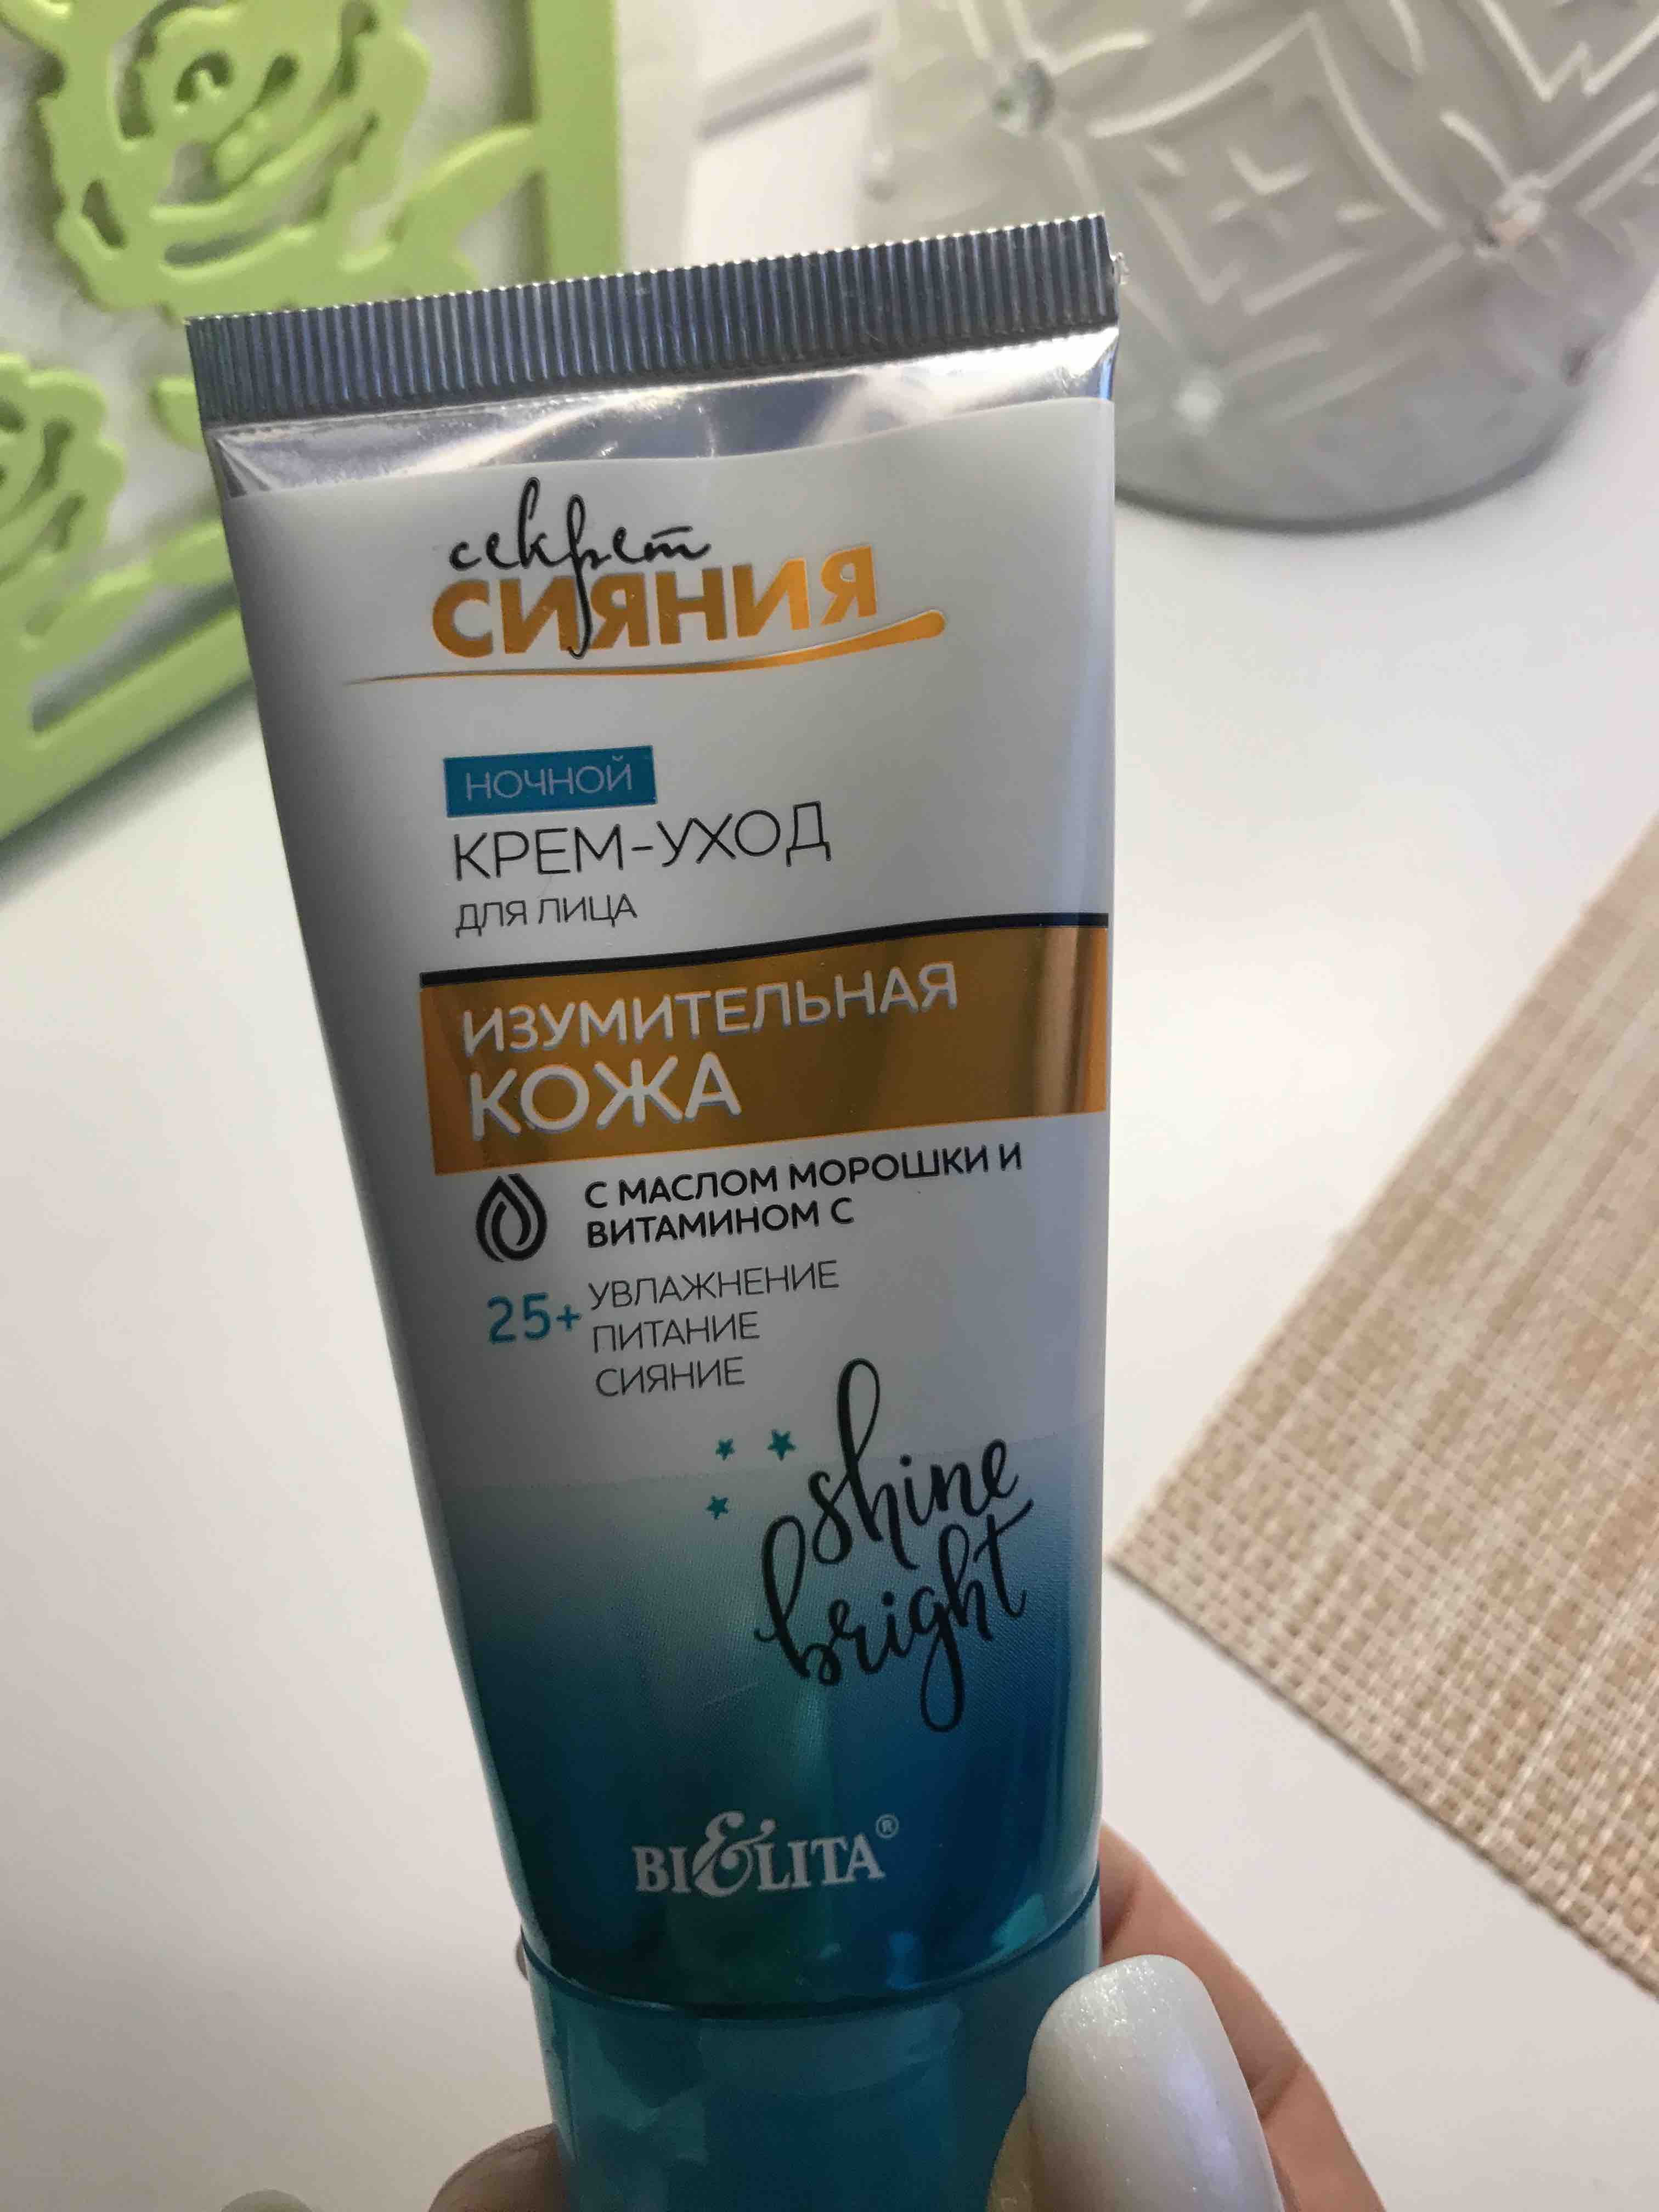 секрет
СИЯНИЯ
НОЧНОЙ
КРЕМ-УХОД
ДЛЯ ЛИЦА
ИЗУМИТЕЛЬНАЯ
КОЖА
С МАСЛОМ МОРОШКИ И
ВИТАМИНОМ С
25+ УВЛАЖНЕНИЕ
ПИТАНИЕ
СИЯНИЕ
shine
bright
BI&LITA®